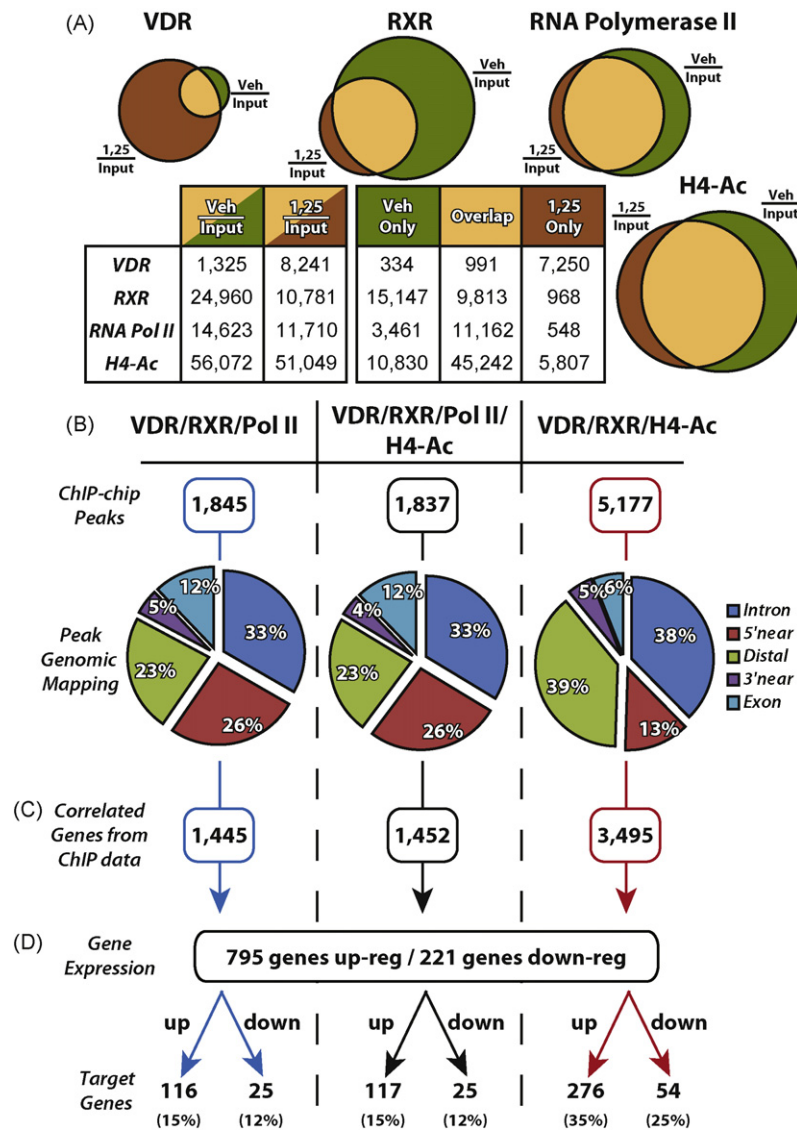 (A)
VDR
RXR
RNA Polymerase II
Veh
Input
1,25
Input
Veh
Input
1,25
Input
Veh
Input
1,25
Input
H4-Ac
1,25
Input
Veh
Input
Veh Input 1,25 Input Veh Only Overlap 1,25 Only
VDR 1,325 8,241 334 991 7,250
RXR 24,960 10,781 15,147 9,813 968
RNA Pol II 14,623 11,710 3,461 11,162 548
H4-Ac 56,072 51,049 10,830 45,242 5,807
(B)
VDR/RXR/Pol II
VDR/RXR/Pol II/
H4-Ac
VDR/RXR/H4-Ac
ChIP-chip
Peaks
1,845
1,837
5,177
Peak
Genomic
Mapping
12%
5%
33%
23%
26%
12%
4%
33%
23%
26%
5%
6%
38%
39%
13%
Intron
5'near
Distal
3'near
Exon
(C)
Correlated
Genes from
ChIP data
1,445
1,452
3,495
(D)
Gene
Expression
795 genes up-reg / 221 genes down-reg
up down up down up down
Target
Genes
116 25 117 25 276 54
(15%) (12%) (15%) (12%) (35%) (25%)